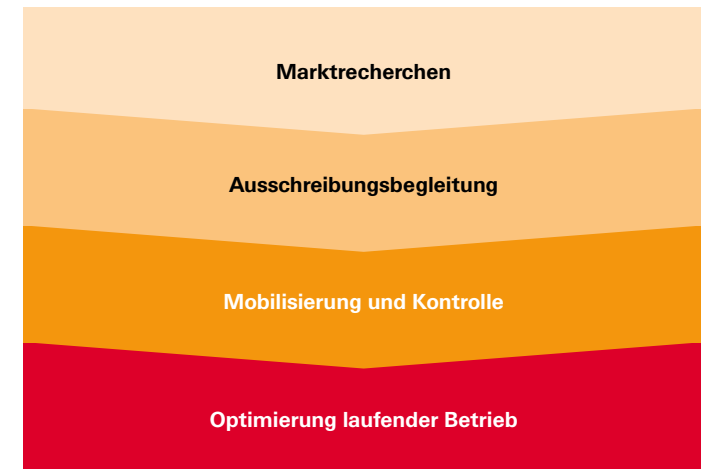 Marktrecherchen
Ausschreibungsbegleitung
Mobilisierung und Kontrolle
Optimierung laufender Betrieb